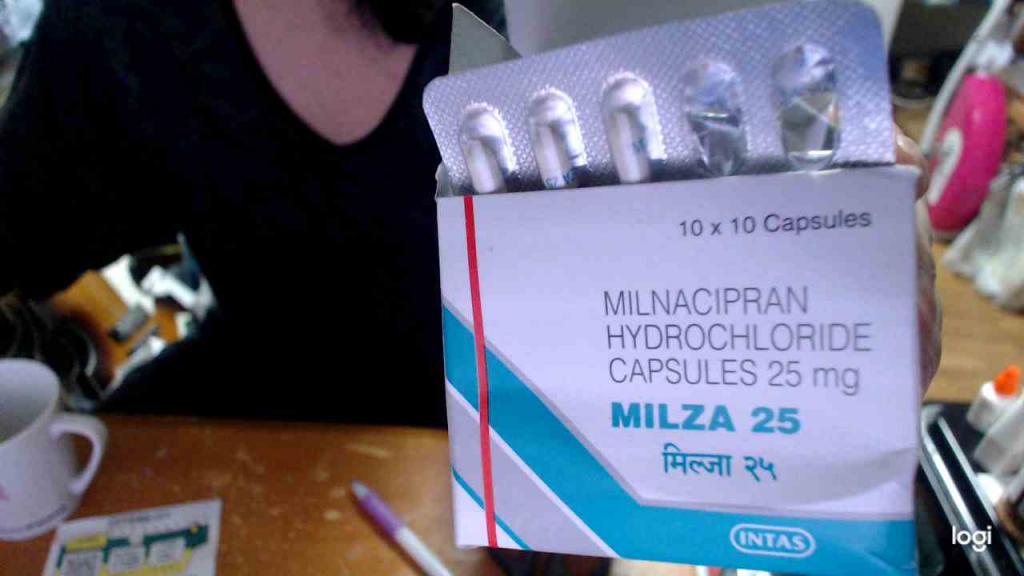 10 x 10 Capsules
MILNACIPRAN
HYDROCHLORIDE
CAPSULES 25 mg
MILZA 25
मिल्जा २५
INTAS
logi